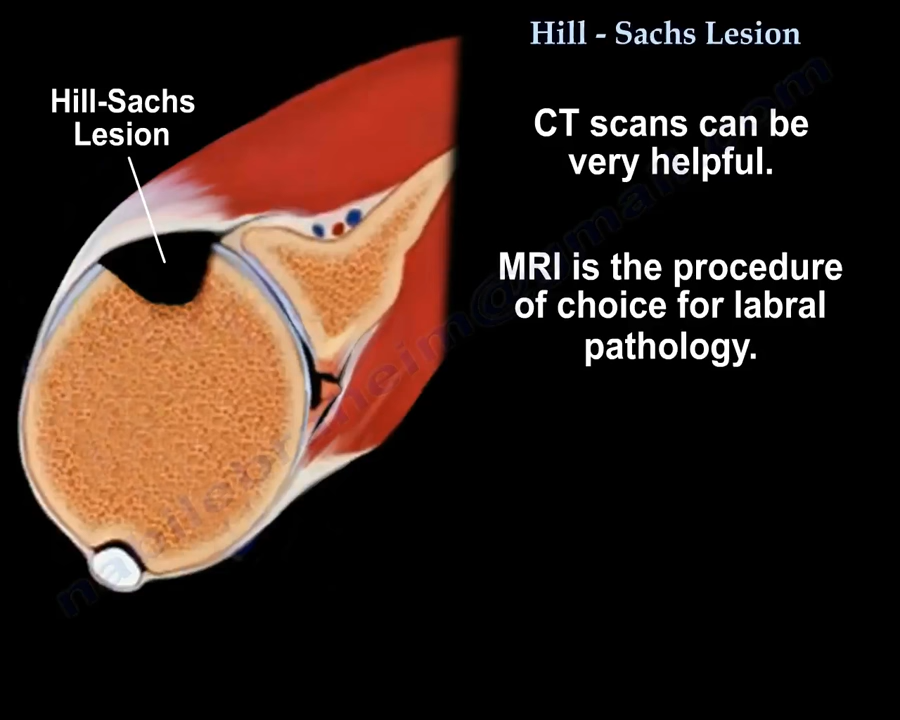 Hill - Sachs Lesion
Hill-Sachs
Lesion
CT scans can be
very helpful.
MRI is the procedure
of choice for labral
pathology.